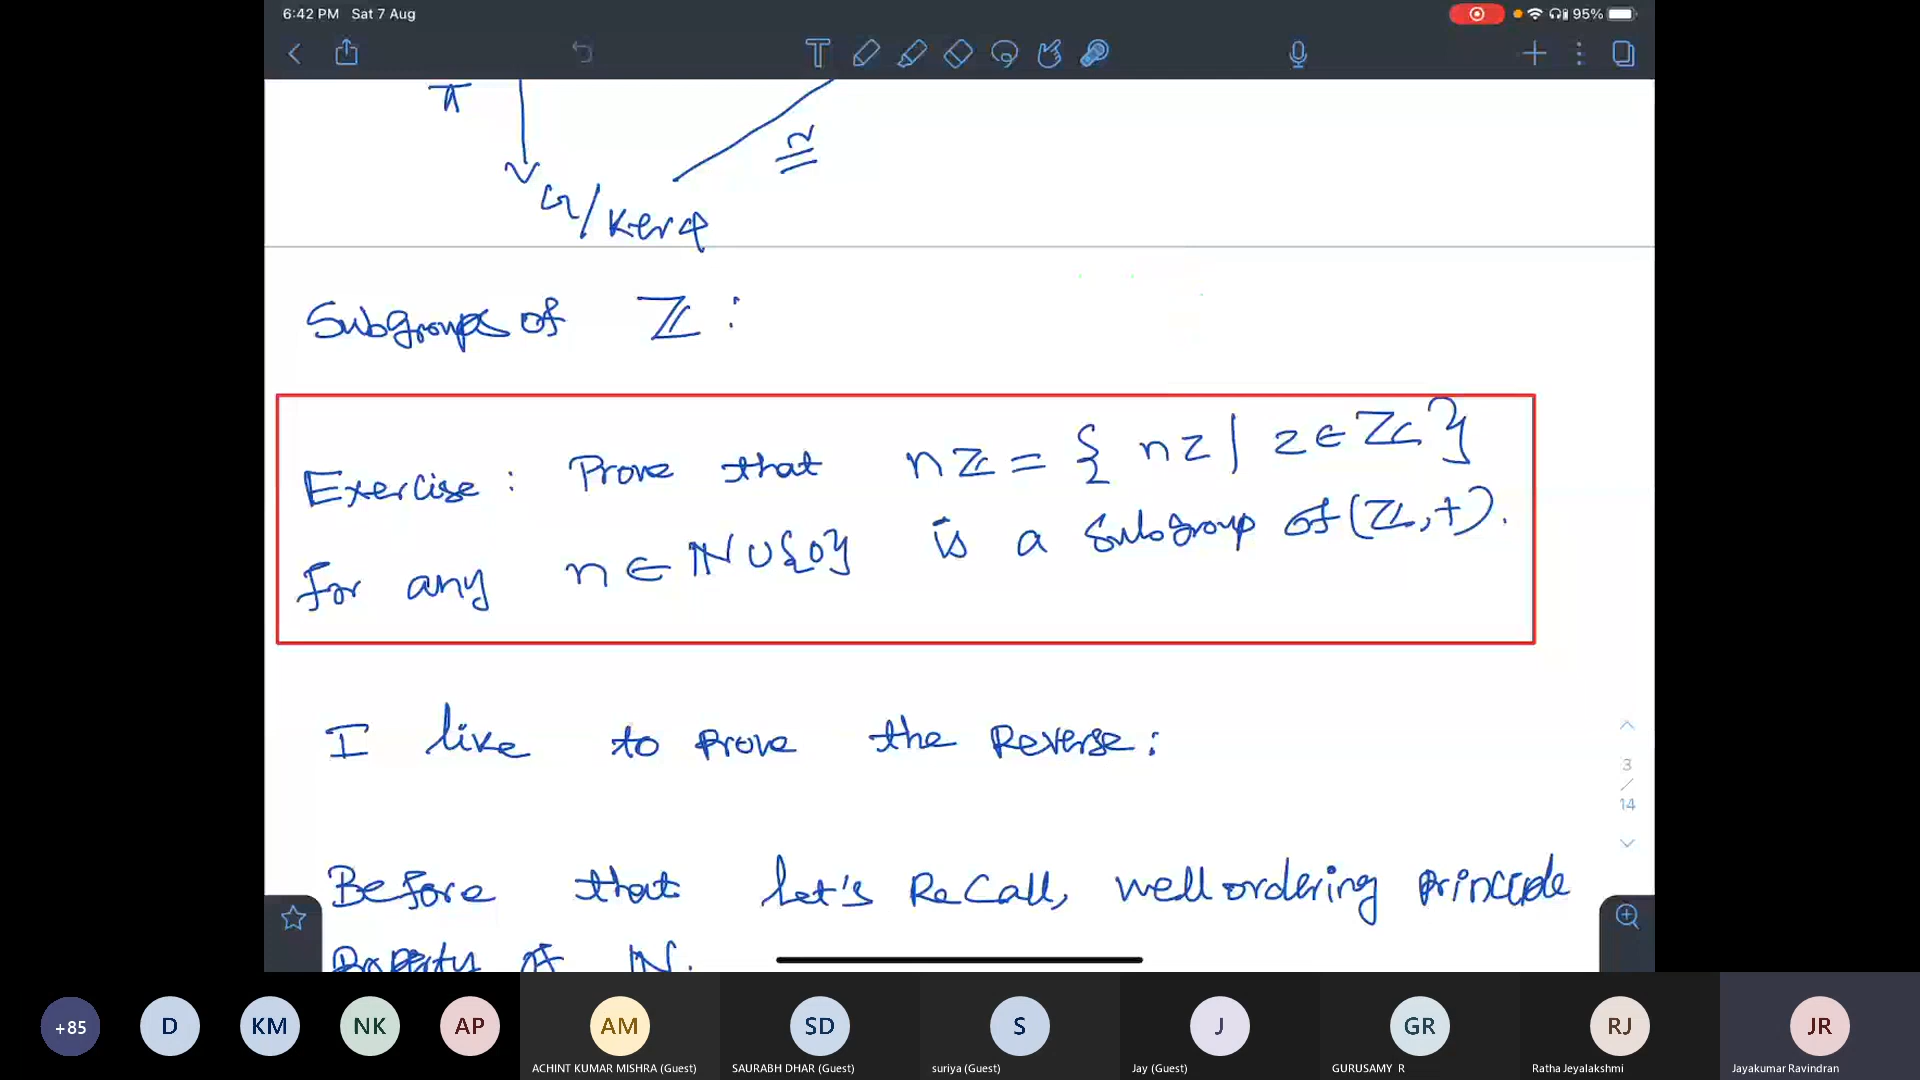 6:42 PM Sat 7 Aug
95%
π
≅
G/Ker φ
Subgroups of ℤ :
Exercise : Prove that nℤ = { nz | z ∈ ℤ }
for any n ∈ ℕ ∪ {0} is a subgroup of (ℤ, +).
I like to prove the Reverse :
3
/
14
Before that let's ReCall, well ordering principle
Property of ℕ.
+85
D
KM
NK
AP
AM
SD
S
J
GR
RJ
JR
ACHINT KUMAR MISHRA (Guest)
SAURABH DHAR (Guest)
suriya (Guest)
Jay (Guest)
GURUSAMY R
Ratha Jeyalakshmi
Jayakumar Ravindran